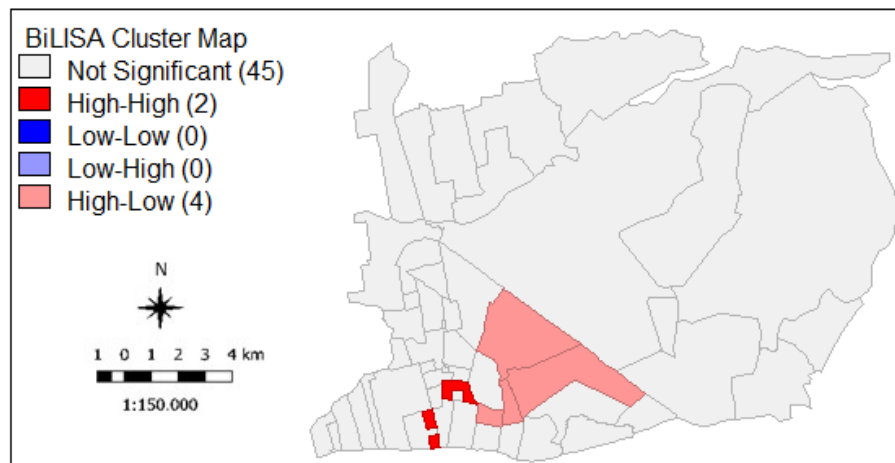 BiLISA Cluster Map
Not Significant (45)
High-High (2)
Low-Low (0)
Low-High (0)
High-Low (4)
N
1 0 1 2 3 4 km
1:150.000